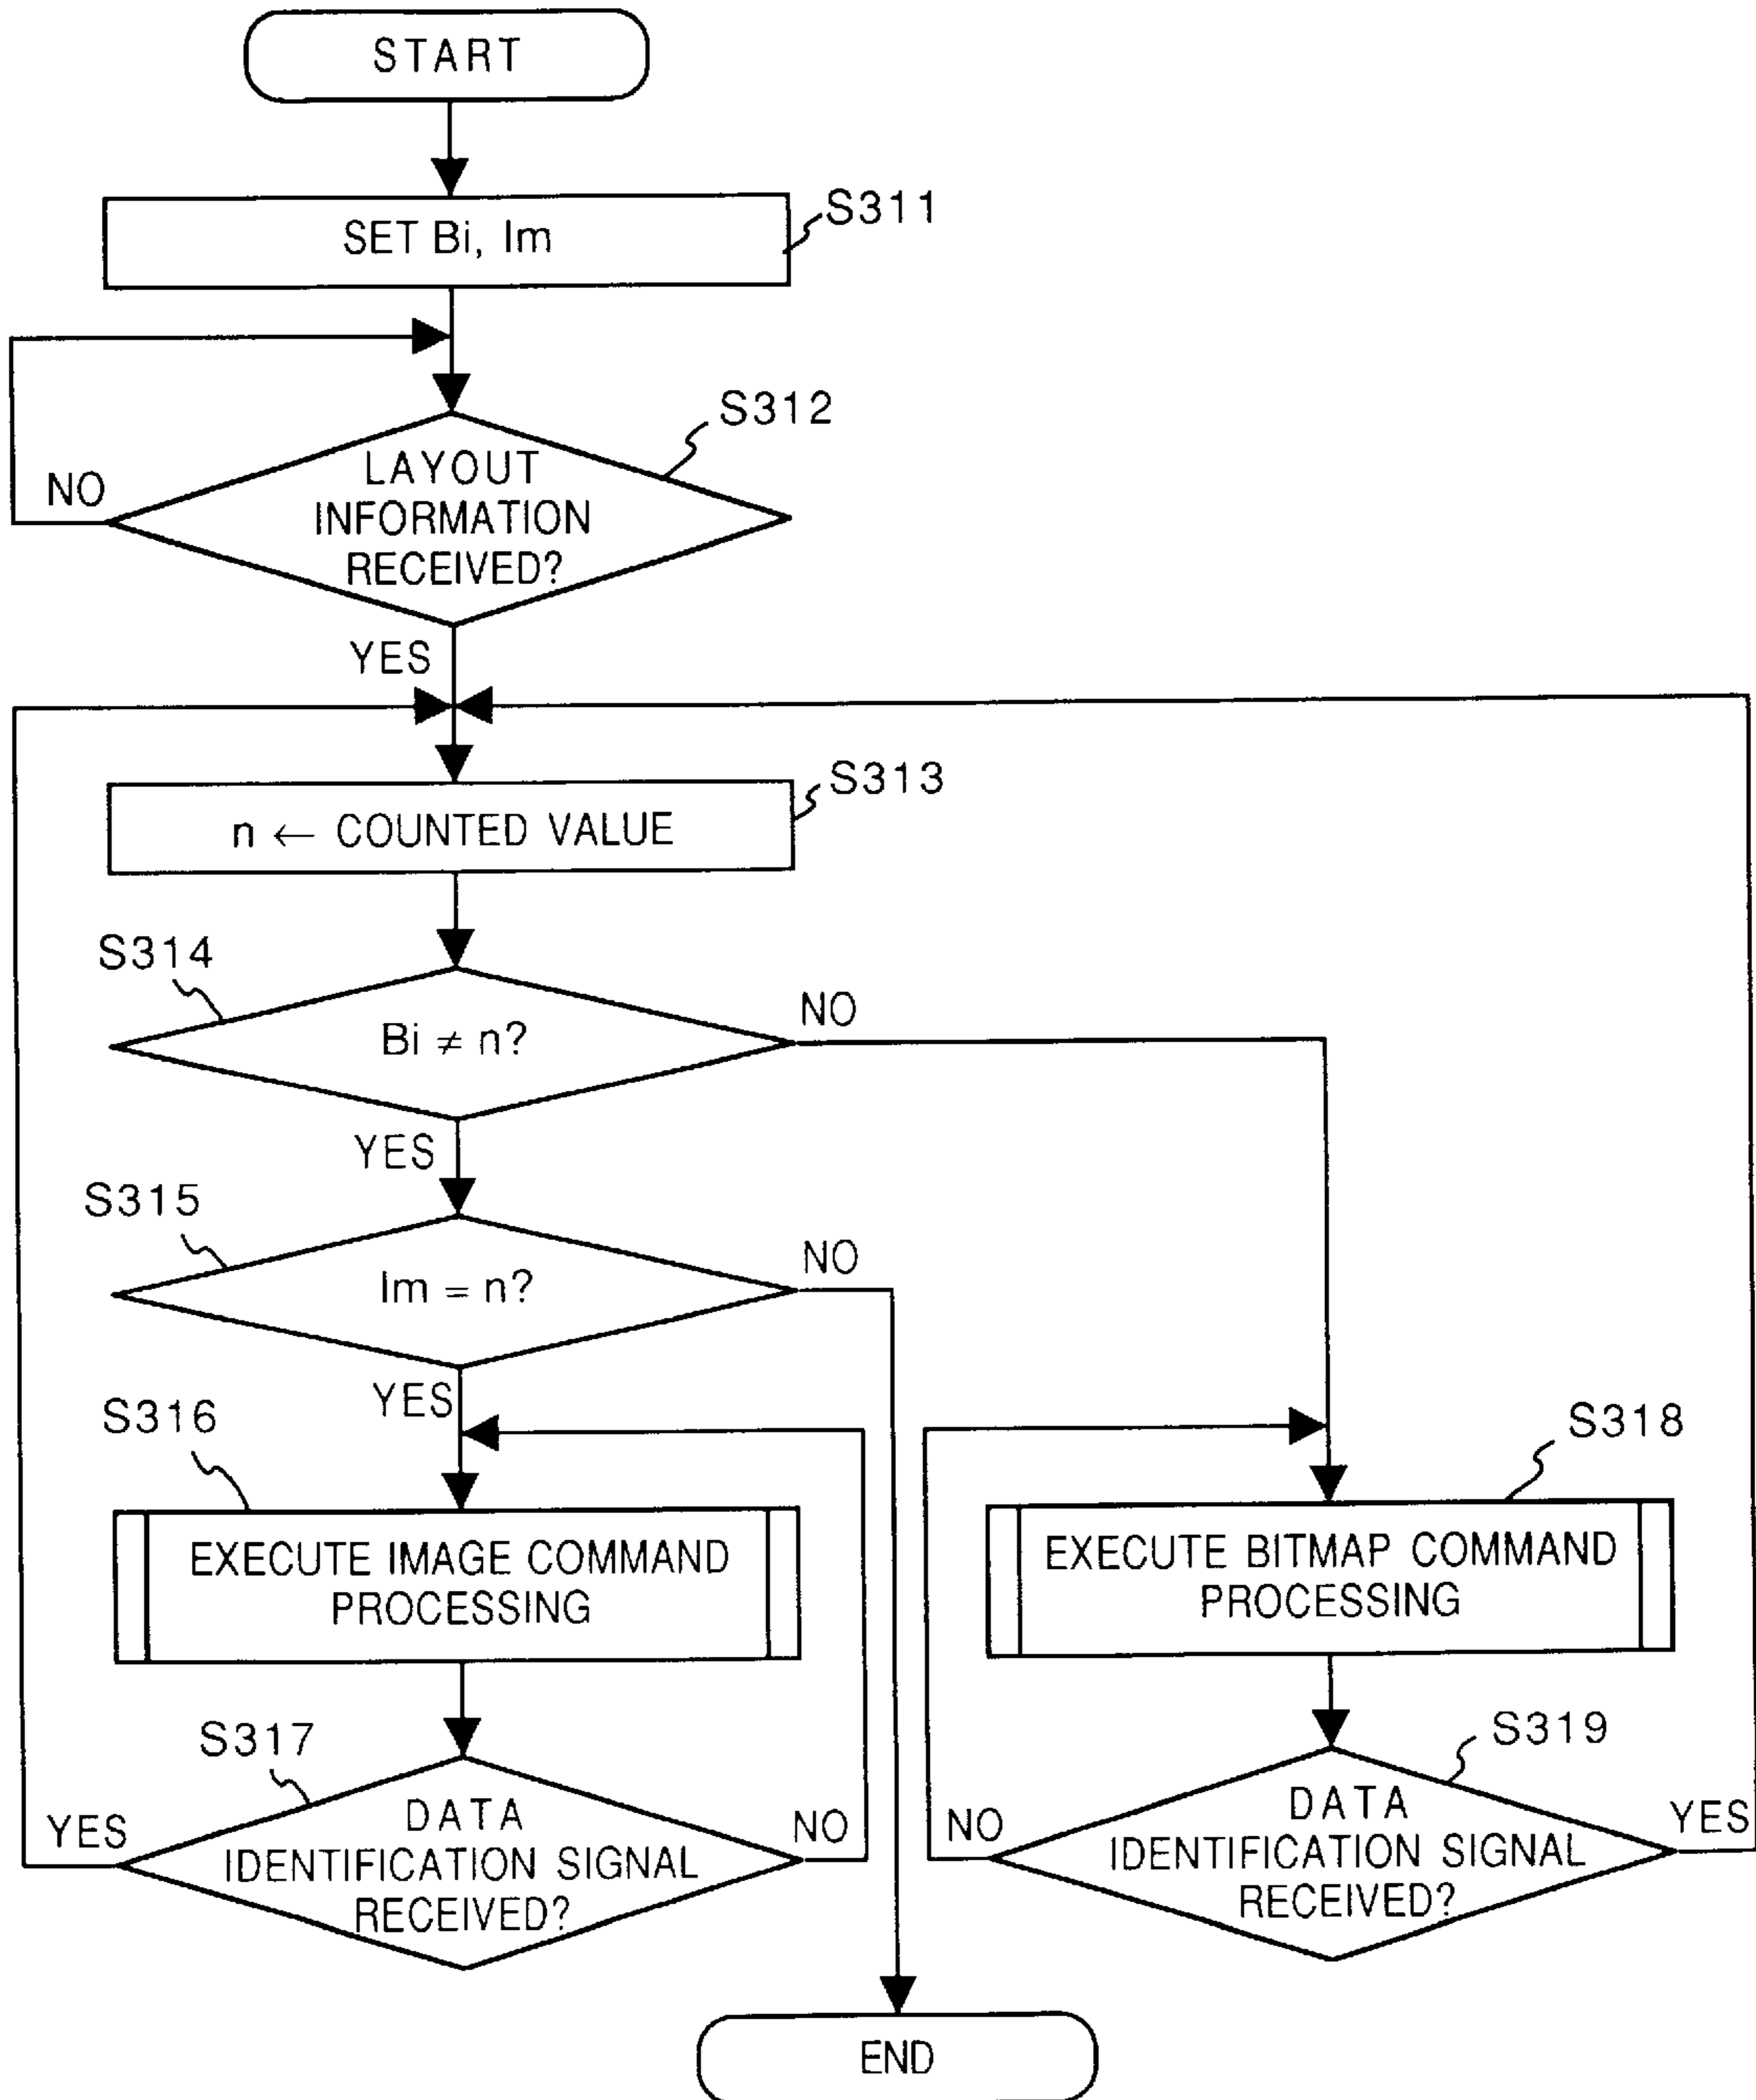 START
SET Bi, Im
S311
S312
LAYOUT
INFORMATION
RECEIVED?
NO
YES
S313
n ← COUNTED VALUE
S314
Bi ≠ n?
NO
YES
S315
Im = n?
NO
YES
S316
EXECUTE IMAGE COMMAND
PROCESSING
S318
EXECUTE BITMAP COMMAND
PROCESSING
S317
DATA
IDENTIFICATION SIGNAL
RECEIVED?
YES
NO
S319
DATA
IDENTIFICATION SIGNAL
RECEIVED?
NO
YES
END